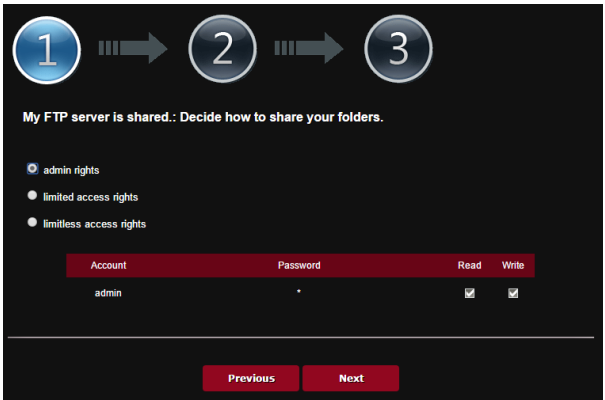 1 2 3
My FTP server is shared.: Decide how to share your folders.
admin rights
limited access rights
limitless access rights
Account Password Read Write
admin *
Previous Next